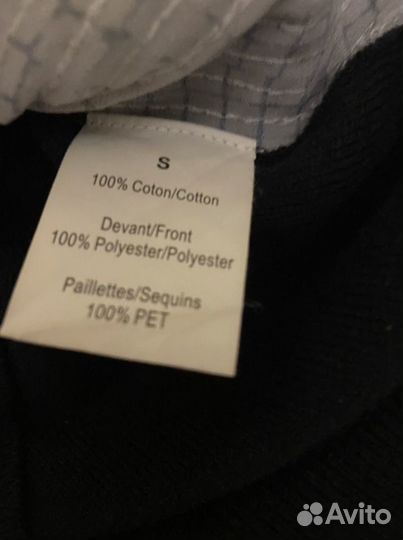 S
100% Coton/Cotton
Devant/Front
100% Polyester/Polyester
Paillettes/Sequins
100% PET
Avito